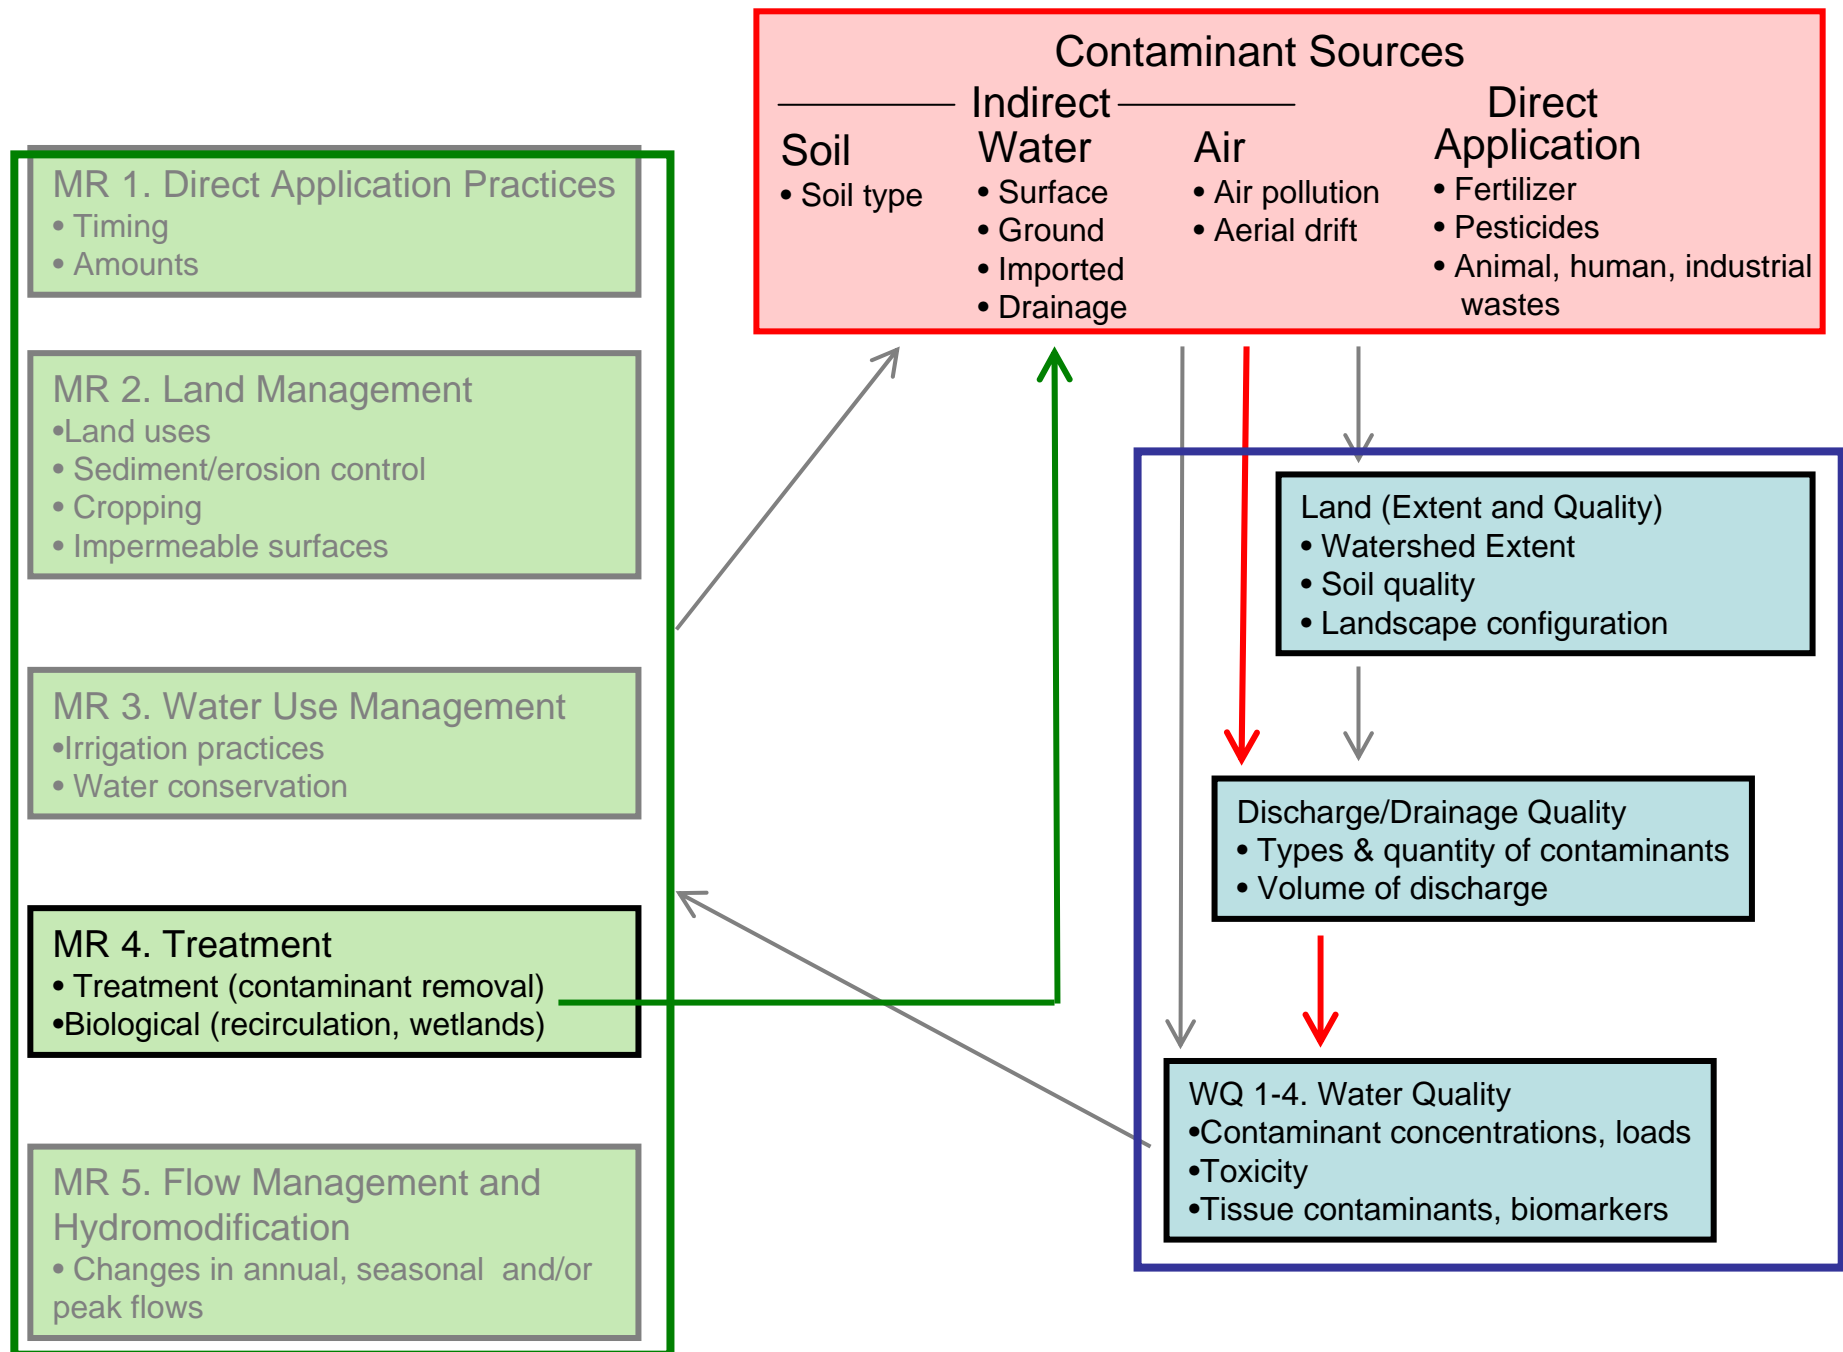 Contaminant Sources
Indirect
Direct
Soil
Water
Air
Application
• Soil type
• Surface
• Ground
• Imported
• Drainage
• Air pollution
• Aerial drift
• Fertilizer
• Pesticides
• Animal, human, industrial
wastes
MR 1. Direct Application Practices
• Timing
• Amounts
MR 2. Land Management
•Land uses
• Sediment/erosion control
• Cropping
• Impermeable surfaces
MR 3. Water Use Management
•Irrigation practices
• Water conservation
MR 4. Treatment
• Treatment (contaminant removal)
•Biological (recirculation, wetlands)
MR 5. Flow Management and
Hydromodification
• Changes in annual, seasonal and/or
peak flows
Land (Extent and Quality)
• Watershed Extent
• Soil quality
• Landscape configuration
Discharge/Drainage Quality
• Types & quantity of contaminants
• Volume of discharge
WQ 1-4. Water Quality
•Contaminant concentrations, loads
•Toxicity
•Tissue contaminants, biomarkers